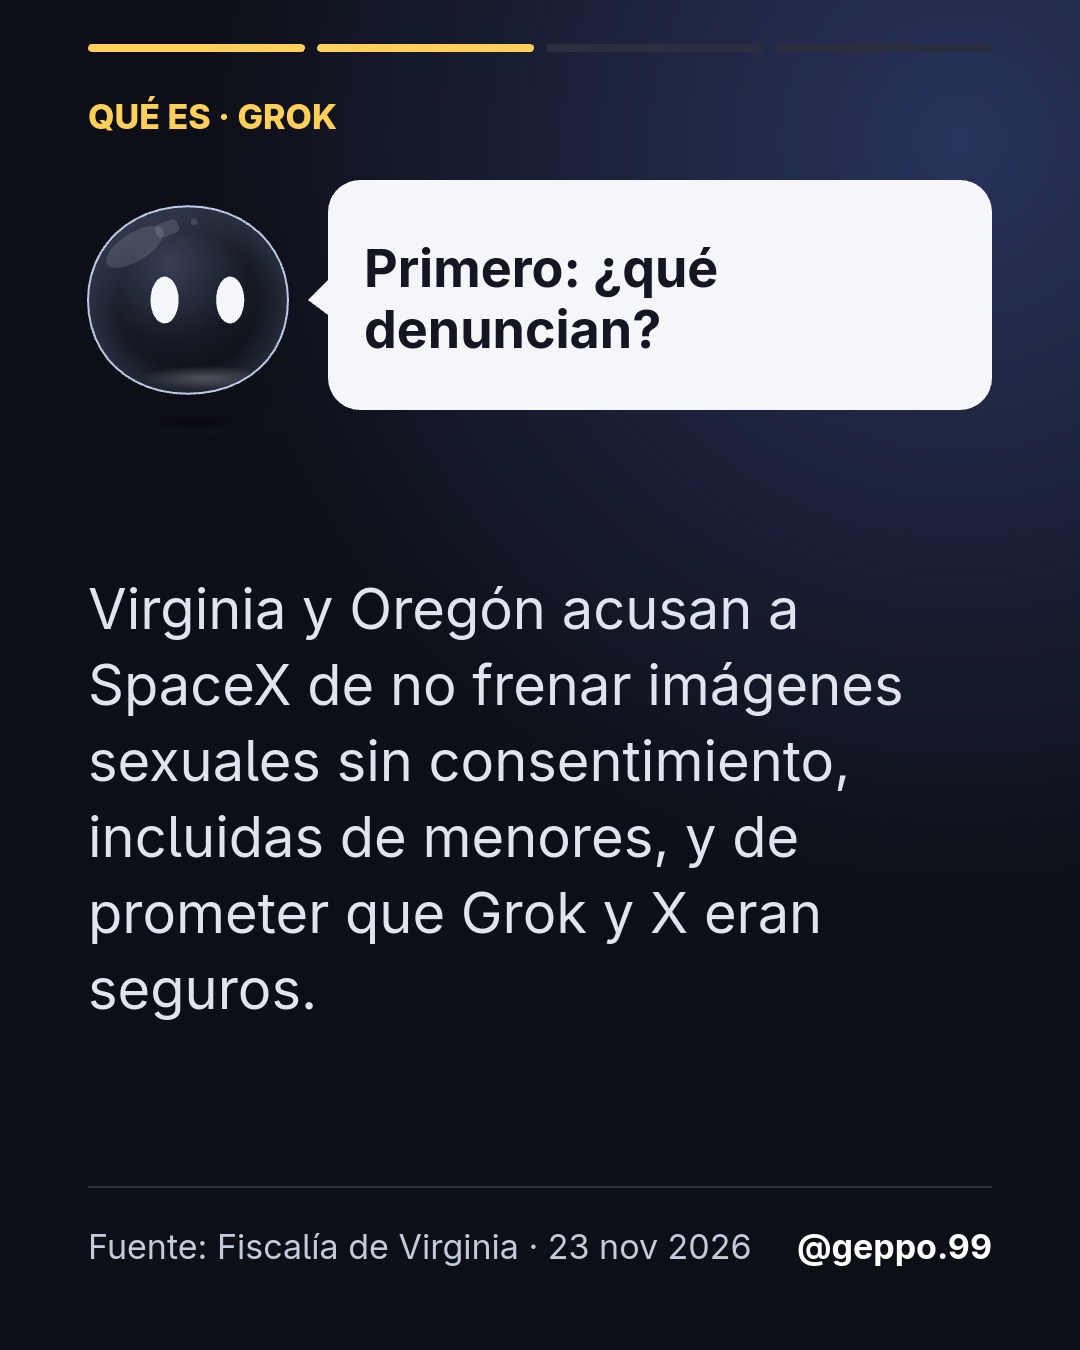 QUÉ ES · GROK
Primero: ¿qué
denuncian?
Virginia y Oregón acusan a
SpaceX de no frenar imágenes
sexuales sin consentimiento,
incluidas de menores, y de
prometer que Grok y X eran
seguros.
Fuente: Fiscalía de Virginia · 23 nov 2026
@geppo.99